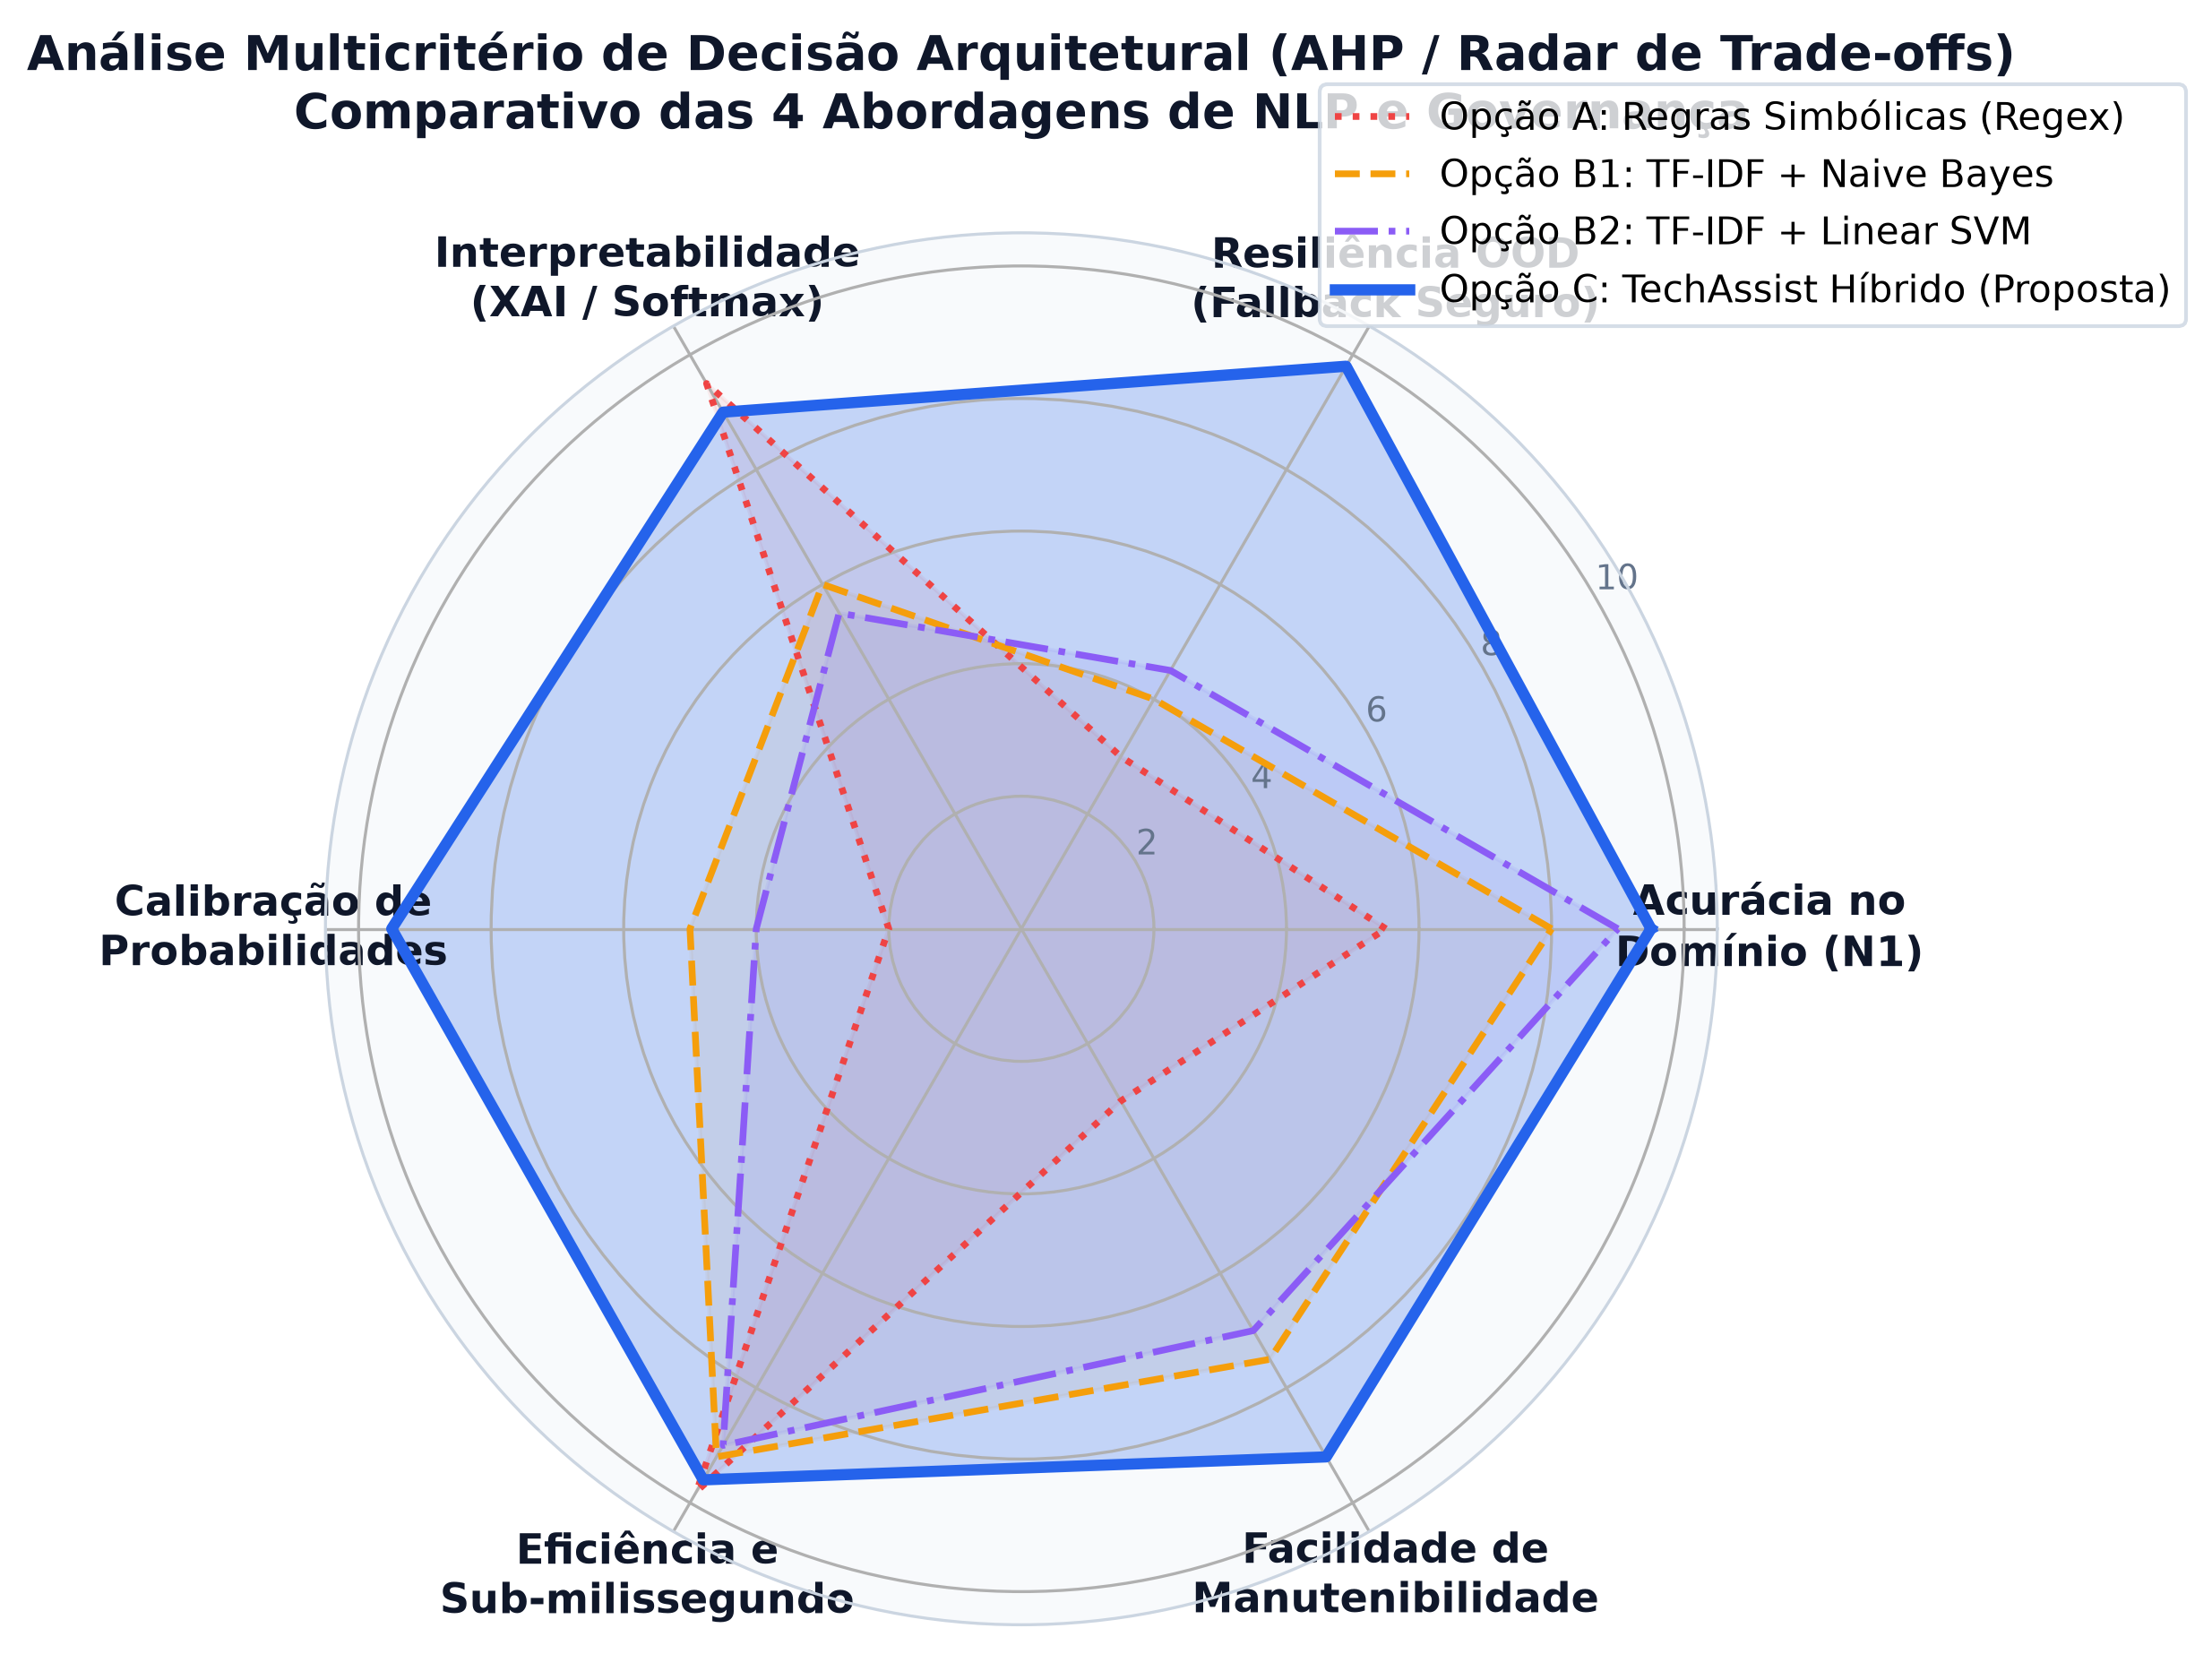 Análise Multicritério de Decisão Arquitetural (AHP / Radar de Trade-offs)
Comparativo das 4 Abordagens de NLP e Governança
Opção A: Regras Simbólicas (Regex)
Opção B1: TF-IDF + Naive Bayes
Opção B2: TF-IDF + Linear SVM
Opção C: TechAssist Híbrido (Proposta)
Interpretabilidade
(XAI / Softmax)
Resiliência OOD
(Fallback Seguro)
10
8
6
4
2
Calibração de
Probabilidades
Acurácia no
Domínio (N1)
Eficiência e
Sub-milissegundo
Facilidade de
Manutenibilidade